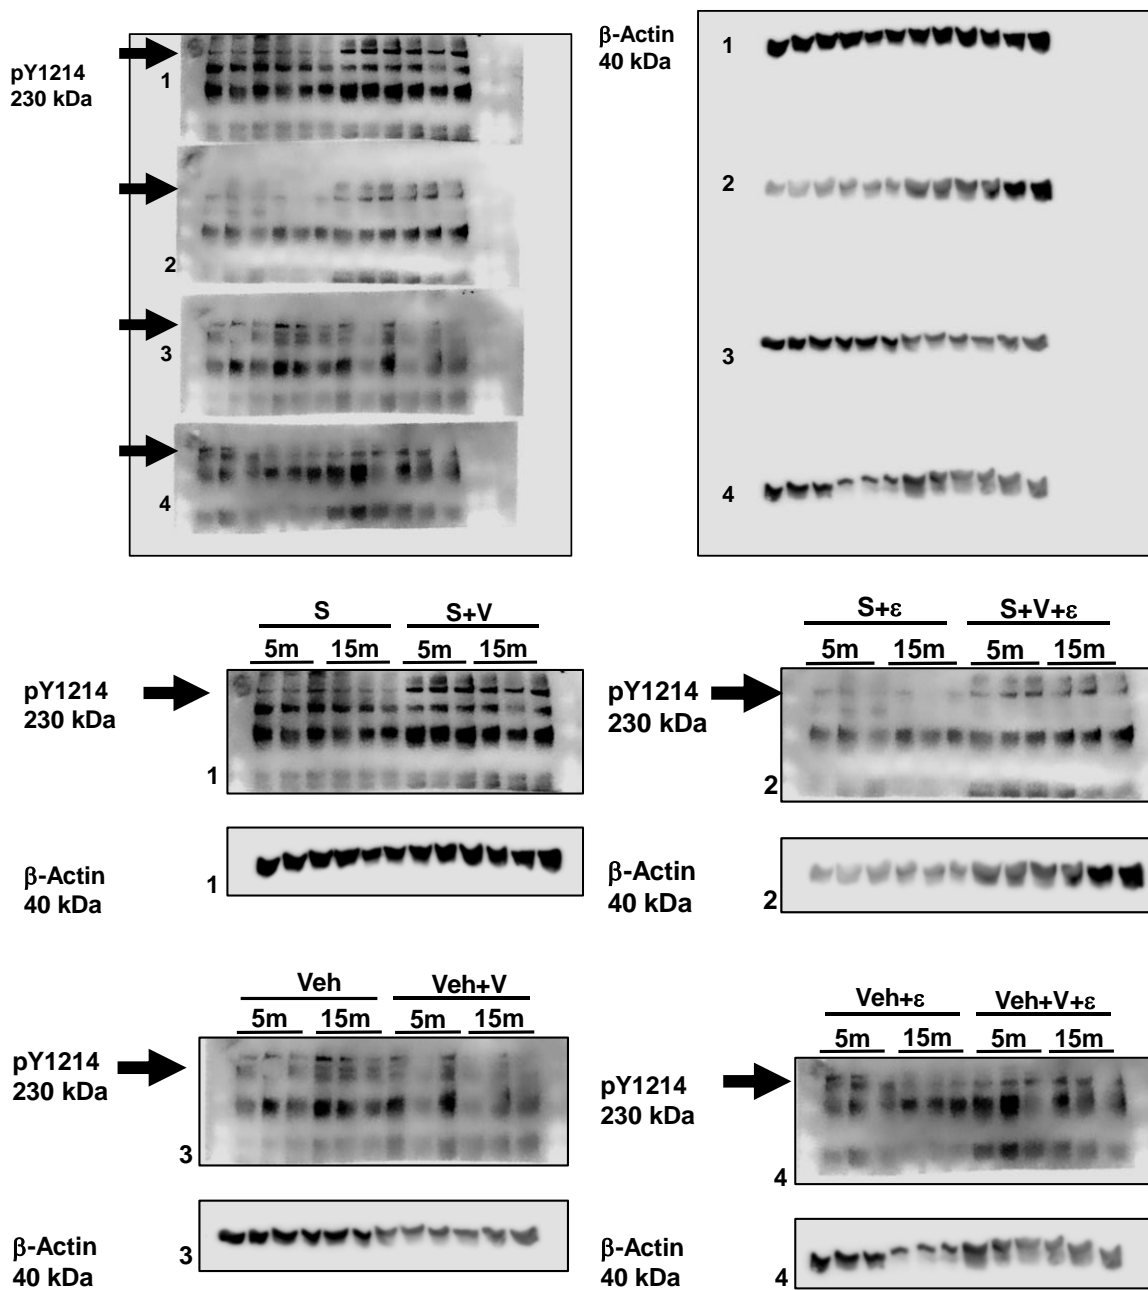 pY1214
230 kDa
1
2
3
4
β-Actin
40 kDa
1
2
3
4
S
S+V
5m
15m
5m
15m
pY1214
230 kDa
1
β-Actin
40 kDa
1
S+ε
S+V+ε
5m
15m
5m
15m
pY1214
230 kDa
2
β-Actin
40 kDa
2
Veh
Veh+V
5m
15m
5m
15m
pY1214
230 kDa
3
β-Actin
40 kDa
3
Veh+ε
Veh+V+ε
5m
15m
5m
15m
pY1214
230 kDa
4
β-Actin
40 kDa
4